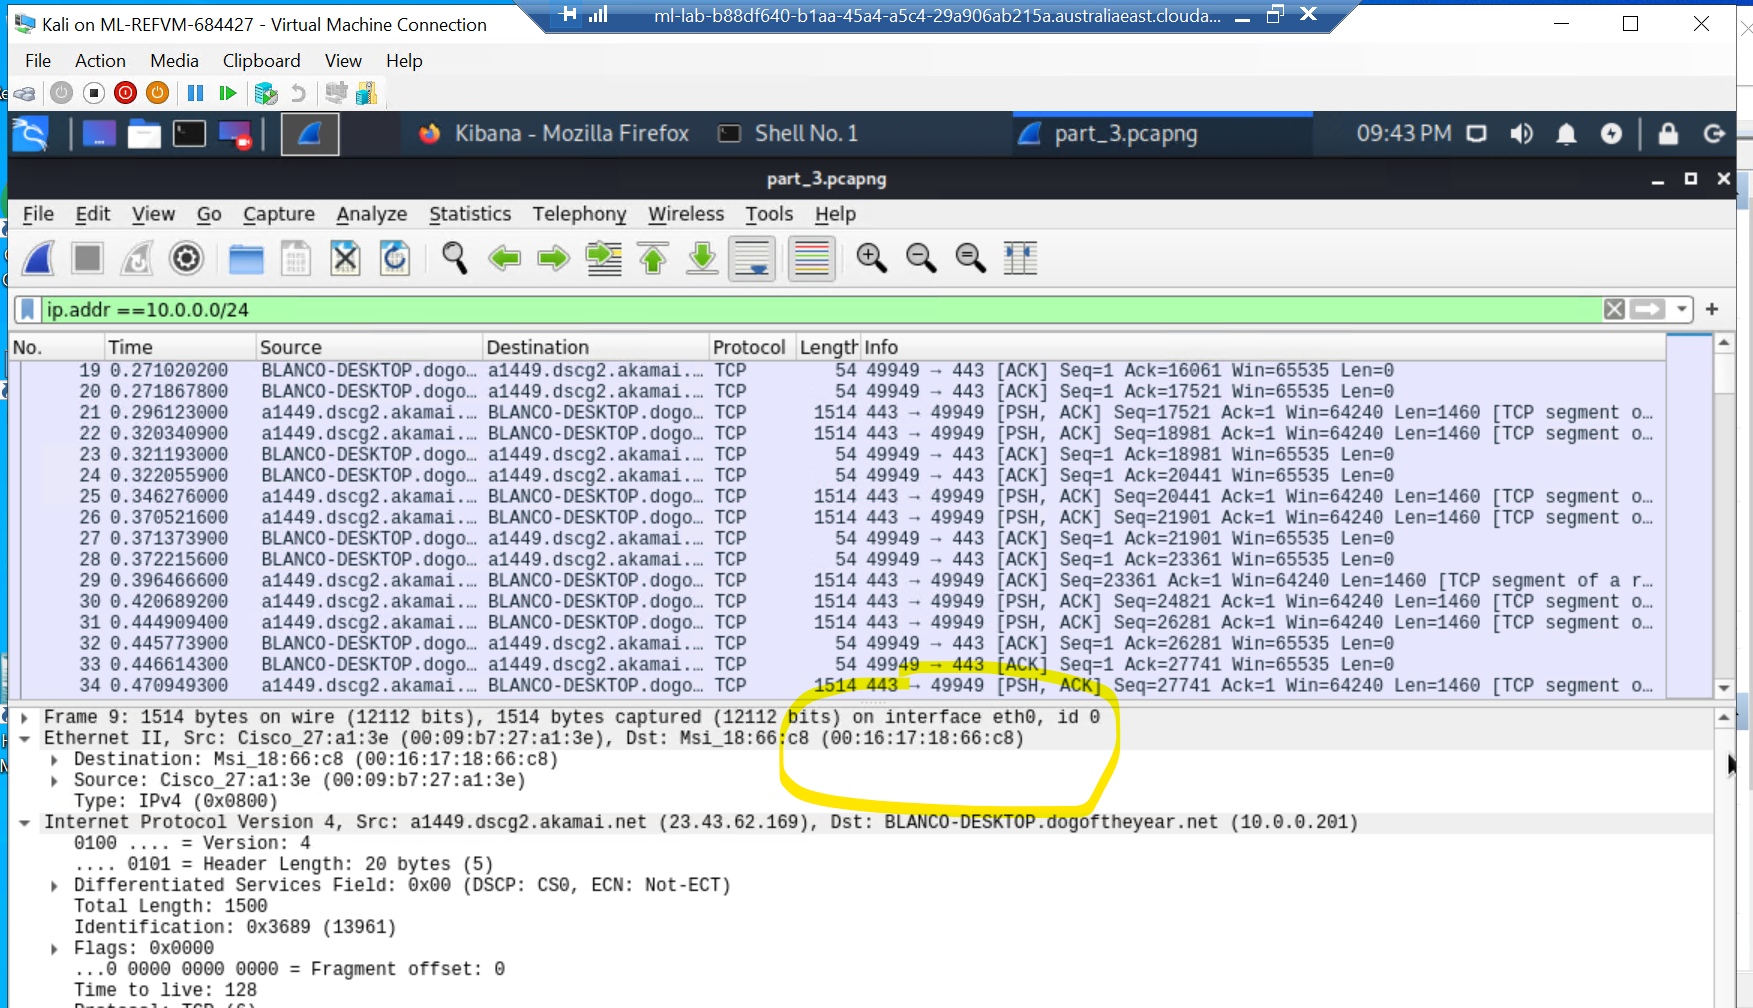 ml-lab-b88df640-b1aa-45a4-a5c4-29a906ab215a.australiaeast.clouda...
Kali on ML-REFVM-684427 - Virtual Machine Connection
File Action Media Clipboard View Help
Kibana - Mozilla Firefox Shell No. 1 part_3.pcapng 09:43 PM
part_3.pcapng
File Edit View Go Capture Analyze Statistics Telephony Wireless Tools Help
ip.addr ==10.0.0.0/24
No. Time Source Destination Protocol Length Info
19 0.271020200 BLANCO-DESKTOP.dogo… a1449.dscg2.akamai.… TCP 54 49949 → 443 [ACK] Seq=1 Ack=16061 Win=65535 Len=0
20 0.271867800 BLANCO-DESKTOP.dogo… a1449.dscg2.akamai.… TCP 54 49949 → 443 [ACK] Seq=1 Ack=17521 Win=65535 Len=0
21 0.296123000 a1449.dscg2.akamai.… BLANCO-DESKTOP.dogo… TCP 1514 443 → 49949 [PSH, ACK] Seq=17521 Ack=1 Win=64240 Len=1460 [TCP segment o…
22 0.320340900 a1449.dscg2.akamai.… BLANCO-DESKTOP.dogo… TCP 1514 443 → 49949 [PSH, ACK] Seq=18981 Ack=1 Win=64240 Len=1460 [TCP segment o…
23 0.321193000 BLANCO-DESKTOP.dogo… a1449.dscg2.akamai.… TCP 54 49949 → 443 [ACK] Seq=1 Ack=18981 Win=65535 Len=0
24 0.322055900 BLANCO-DESKTOP.dogo… a1449.dscg2.akamai.… TCP 54 49949 → 443 [ACK] Seq=1 Ack=20441 Win=65535 Len=0
25 0.346276000 a1449.dscg2.akamai.… BLANCO-DESKTOP.dogo… TCP 1514 443 → 49949 [PSH, ACK] Seq=20441 Ack=1 Win=64240 Len=1460 [TCP segment o…
26 0.370521600 a1449.dscg2.akamai.… BLANCO-DESKTOP.dogo… TCP 1514 443 → 49949 [PSH, ACK] Seq=21901 Ack=1 Win=64240 Len=1460 [TCP segment o…
27 0.371373900 BLANCO-DESKTOP.dogo… a1449.dscg2.akamai.… TCP 54 49949 → 443 [ACK] Seq=1 Ack=21901 Win=65535 Len=0
28 0.372215600 BLANCO-DESKTOP.dogo… a1449.dscg2.akamai.… TCP 54 49949 → 443 [ACK] Seq=1 Ack=23361 Win=65535 Len=0
29 0.396466600 a1449.dscg2.akamai.… BLANCO-DESKTOP.dogo… TCP 1514 443 → 49949 [ACK] Seq=23361 Ack=1 Win=64240 Len=1460 [TCP segment of a r…
30 0.420689200 a1449.dscg2.akamai.… BLANCO-DESKTOP.dogo… TCP 1514 443 → 49949 [PSH, ACK] Seq=24821 Ack=1 Win=64240 Len=1460 [TCP segment o…
31 0.444909400 a1449.dscg2.akamai.… BLANCO-DESKTOP.dogo… TCP 1514 443 → 49949 [PSH, ACK] Seq=26281 Ack=1 Win=64240 Len=1460 [TCP segment o…
32 0.445773900 BLANCO-DESKTOP.dogo… a1449.dscg2.akamai.… TCP 54 49949 → 443 [ACK] Seq=1 Ack=26281 Win=65535 Len=0
33 0.446614300 BLANCO-DESKTOP.dogo… a1449.dscg2.akamai.… TCP 54 49949 → 443 [ACK] Seq=1 Ack=27741 Win=65535 Len=0
34 0.470949300 a1449.dscg2.akamai.… BLANCO-DESKTOP.dogo… TCP 1514 443 → 49949 [PSH, ACK] Seq=27741 Ack=1 Win=64240 Len=1460 [TCP segment o…
Frame 9: 1514 bytes on wire (12112 bits), 1514 bytes captured (12112 bits) on interface eth0, id 0
Ethernet II, Src: Cisco_27:a1:3e (00:09:b7:27:a1:3e), Dst: Msi_18:66:c8 (00:16:17:18:66:c8)
Destination: Msi_18:66:c8 (00:16:17:18:66:c8)
Source: Cisco_27:a1:3e (00:09:b7:27:a1:3e)
Type: IPv4 (0x0800)
Internet Protocol Version 4, Src: a1449.dscg2.akamai.net (23.43.62.169), Dst: BLANCO-DESKTOP.dogoftheyear.net (10.0.0.201)
0100 .... = Version: 4
.... 0101 = Header Length: 20 bytes (5)
Differentiated Services Field: 0x00 (DSCP: CS0, ECN: Not-ECT)
Total Length: 1500
Identification: 0x3689 (13961)
Flags: 0x0000
...0 0000 0000 0000 = Fragment offset: 0
Time to live: 128